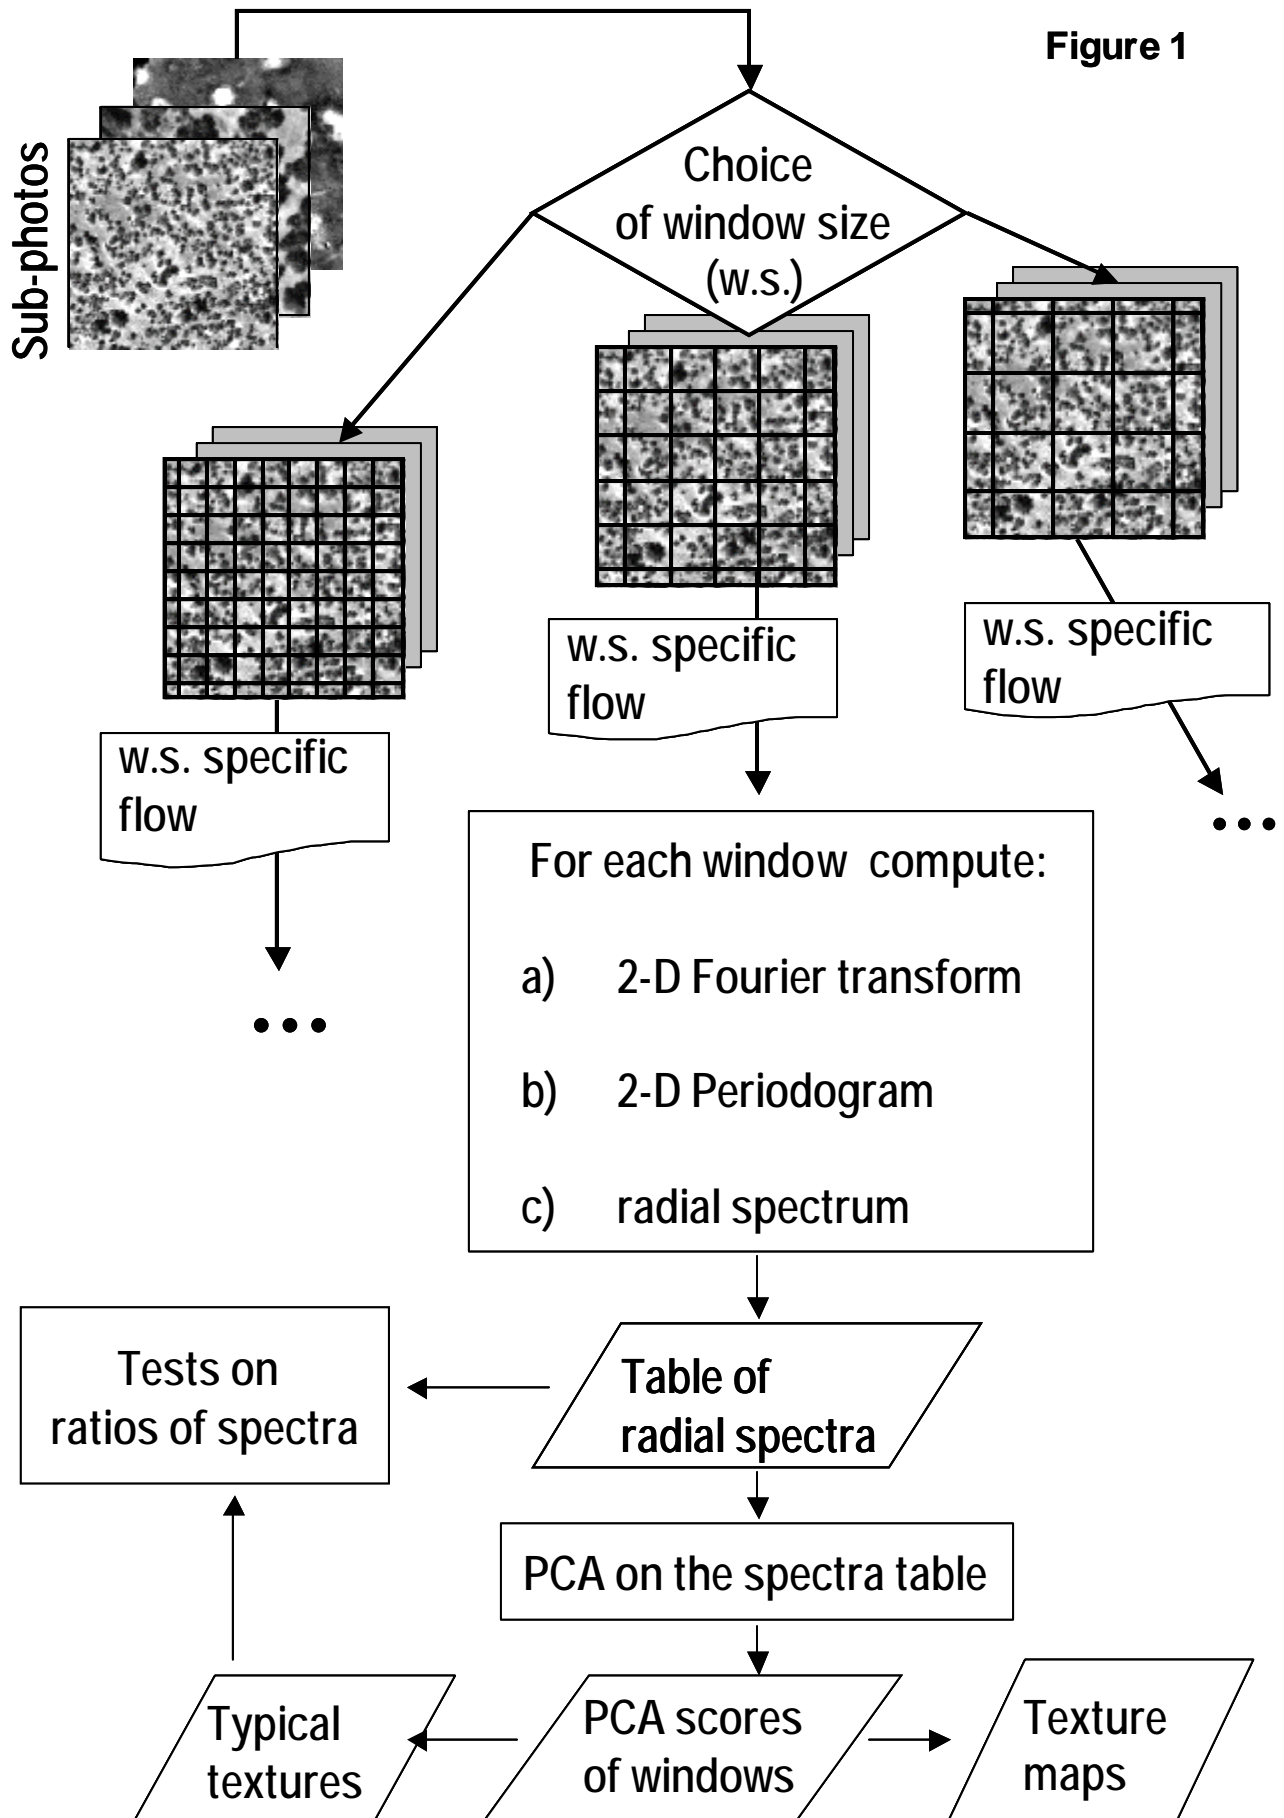 Figure 1
Sub-photos
Choice
of window size
(w.s.)
w.s. specific
flow
w.s. specific
flow
w.s. specific
flow
•••
•••
For each window compute:
a) 2-D Fourier transform
b) 2-D Periodogram
c) radial spectrum
Tests on
ratios of spectra
Table of
radial spectra
PCA on the spectra table
Typical
textures
PCA scores
of windows
Texture
maps